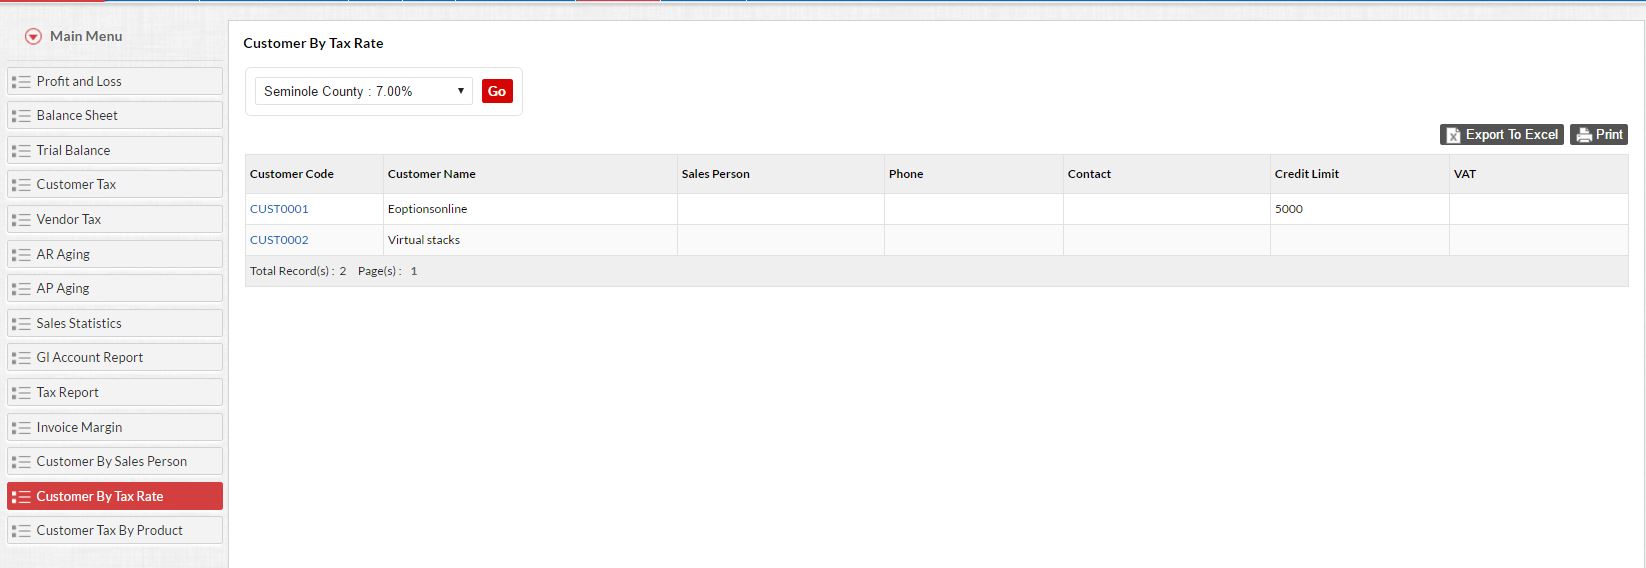 Main Menu
Profit and Loss
Balance Sheet
Trial Balance
Customer Tax
Vendor Tax
AR Aging
AP Aging
Sales Statistics
Gl Account Report
Tax Report
Invoice Margin
Customer By Sales Person
Customer By Tax Rate
Customer Tax By Product
Customer By Tax Rate
Seminole County : 7.00% Go
Export To Excel Print
Customer Code Customer Name Sales Person Phone Contact Credit Limit VAT
CUST0001 Eoptionsonline 5000
CUST0002 Virtual stacks
Total Record(s) : 2 Page(s) : 1